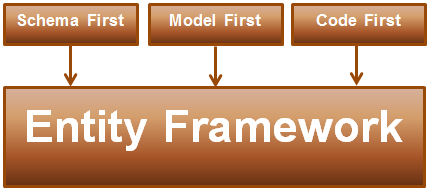 Schema First
Model First
Code First
Entity Framework